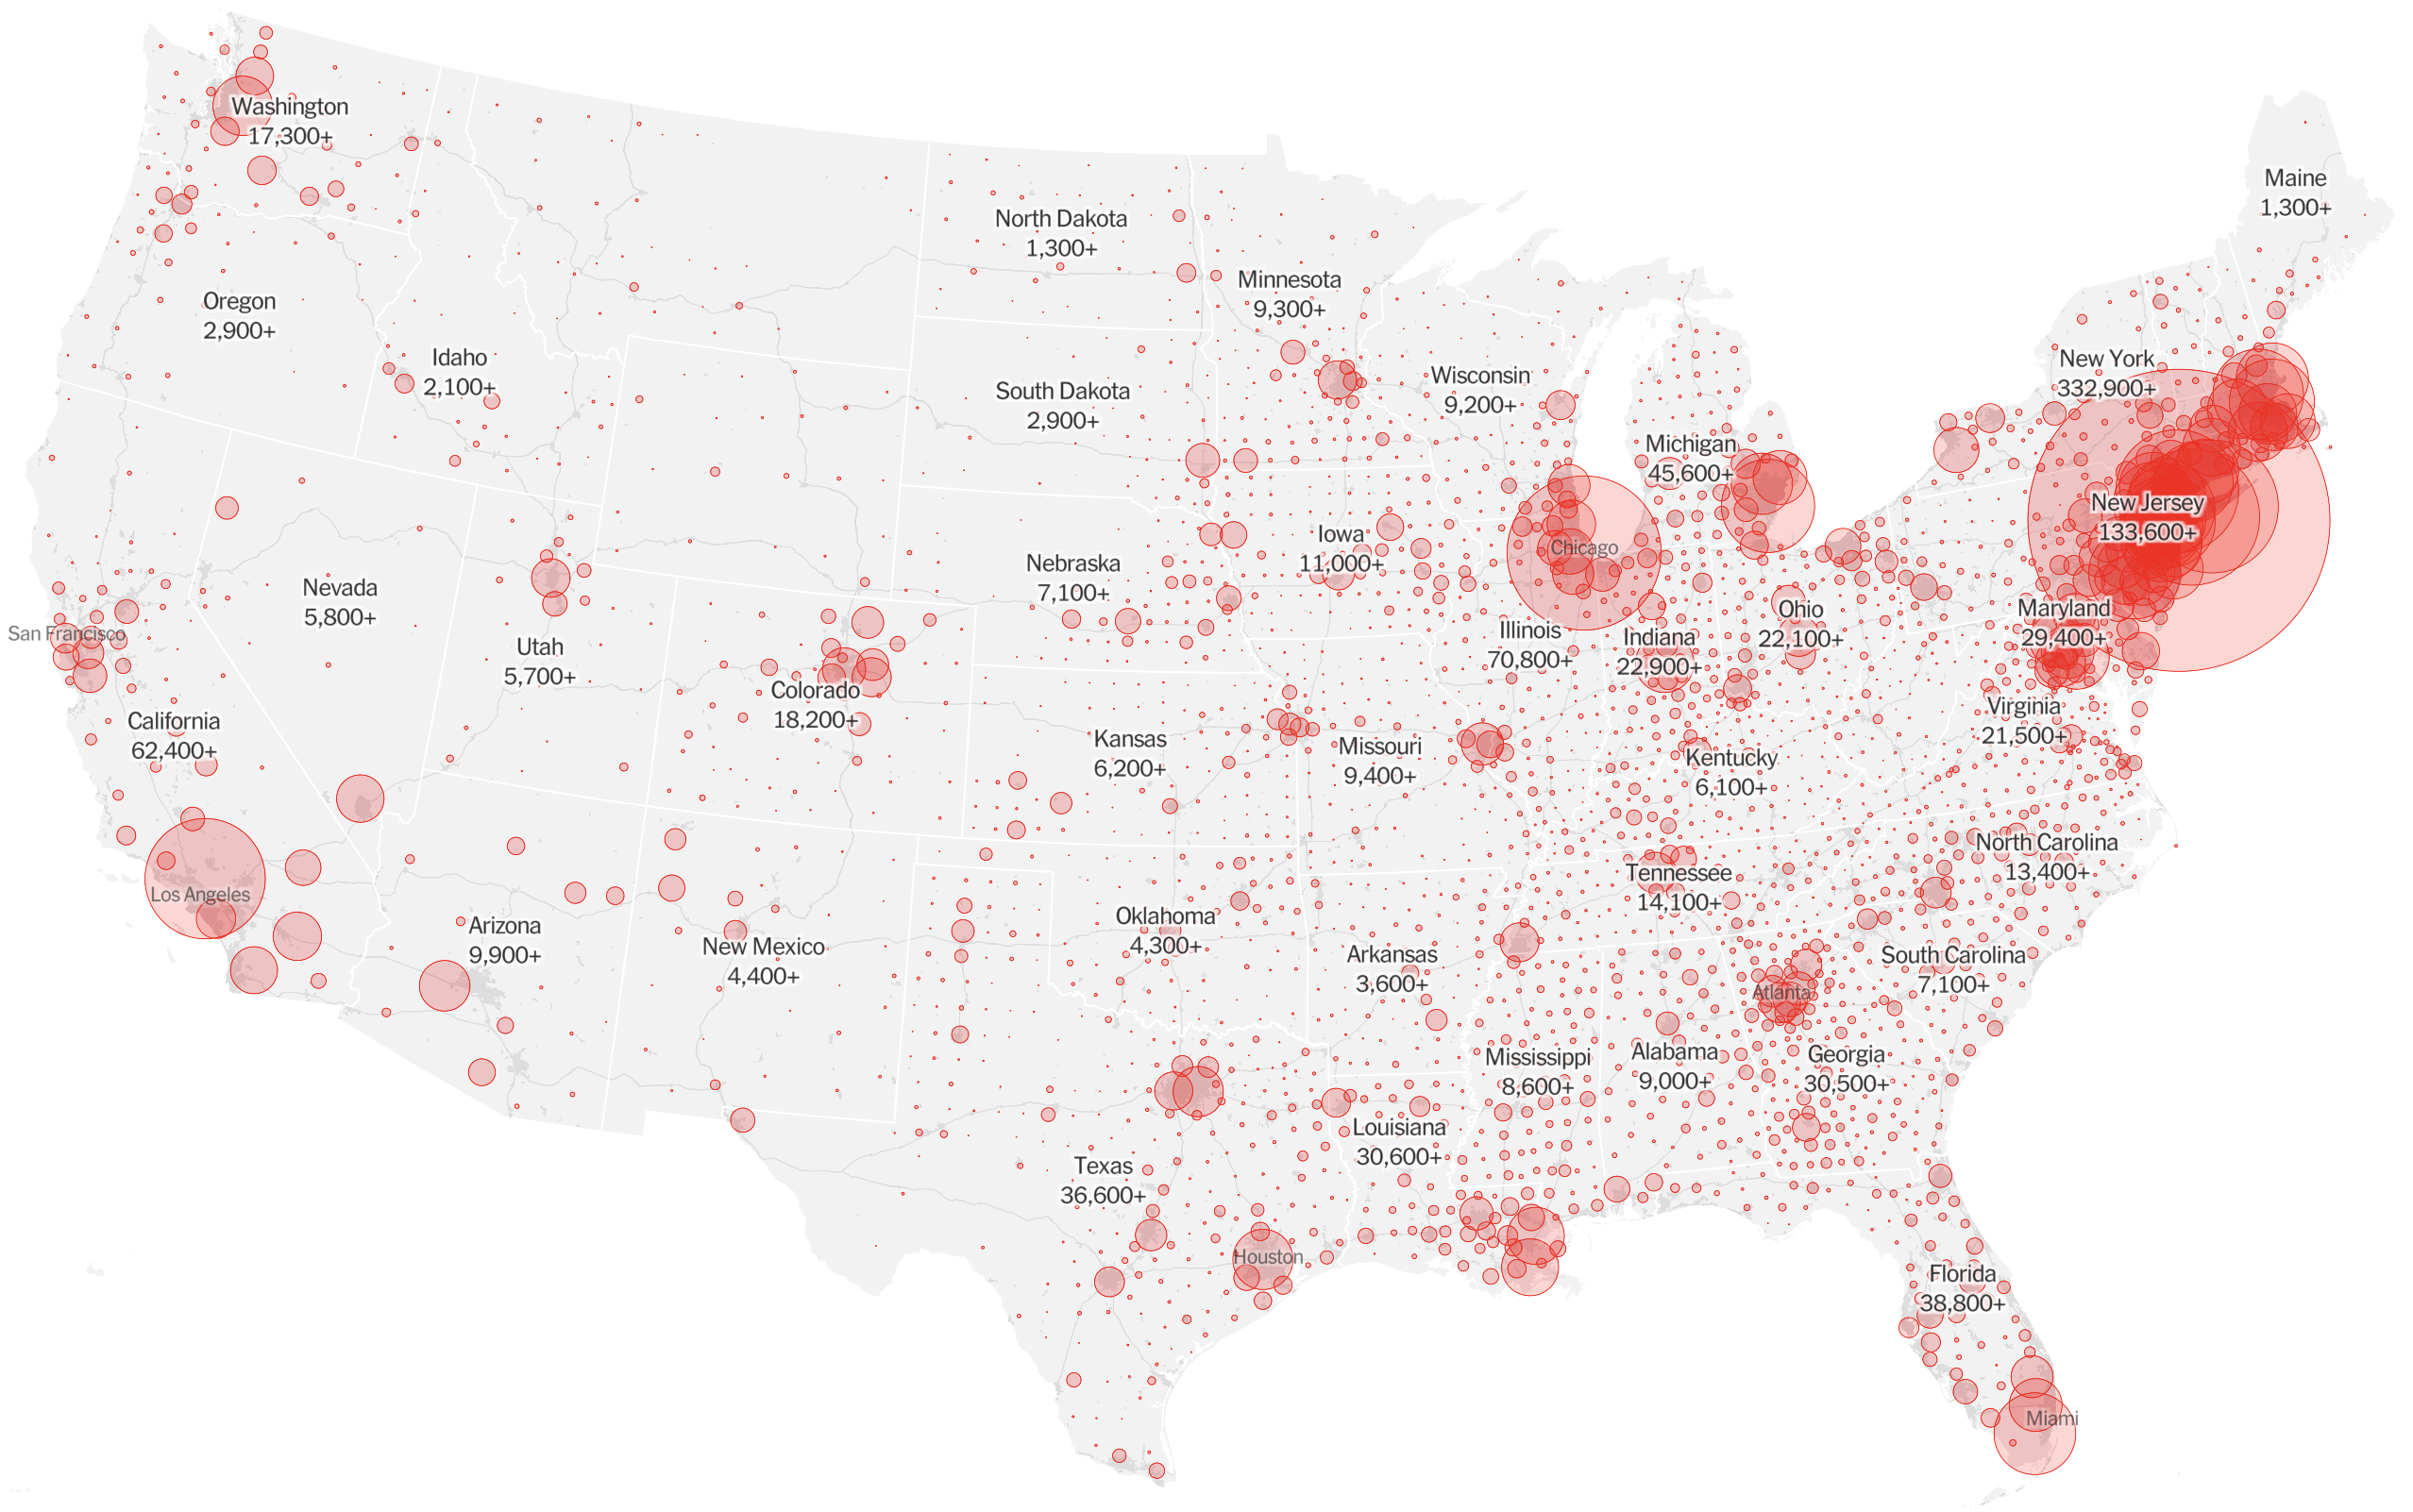 Washington
17,300+
Maine
1,300+
North Dakota
1,300+
Minnesota
9,300+
Oregon
2,900+
Idaho
2,100+
New York
332,900+
Wisconsin
9,200+
South Dakota
2,900+
Michigan
45,600+
New Jersey
133,600+
Iowa
11,000+
Chicago
Nebraska
7,100+
Nevada
5,800+
Ohio
22,100+
Maryland
29,400+
San Francisco
Utah
5,700+
Illinois
70,800+
Indiana
22,900+
Colorado
18,200+
California
62,400+
Virginia
21,500+
Kansas
6,200+
Missouri
9,400+
Kentucky
6,100+
North Carolina
13,400+
Tennessee
14,100+
Los Angeles
Oklahoma
4,300+
Arizona
9,900+
New Mexico
4,400+
Arkansas
3,600+
South Carolina
7,100+
Atlanta
Mississippi
8,600+
Alabama
9,000+
Georgia
30,500+
Louisiana
30,600+
Texas
36,600+
Houston
Florida
38,800+
Miami